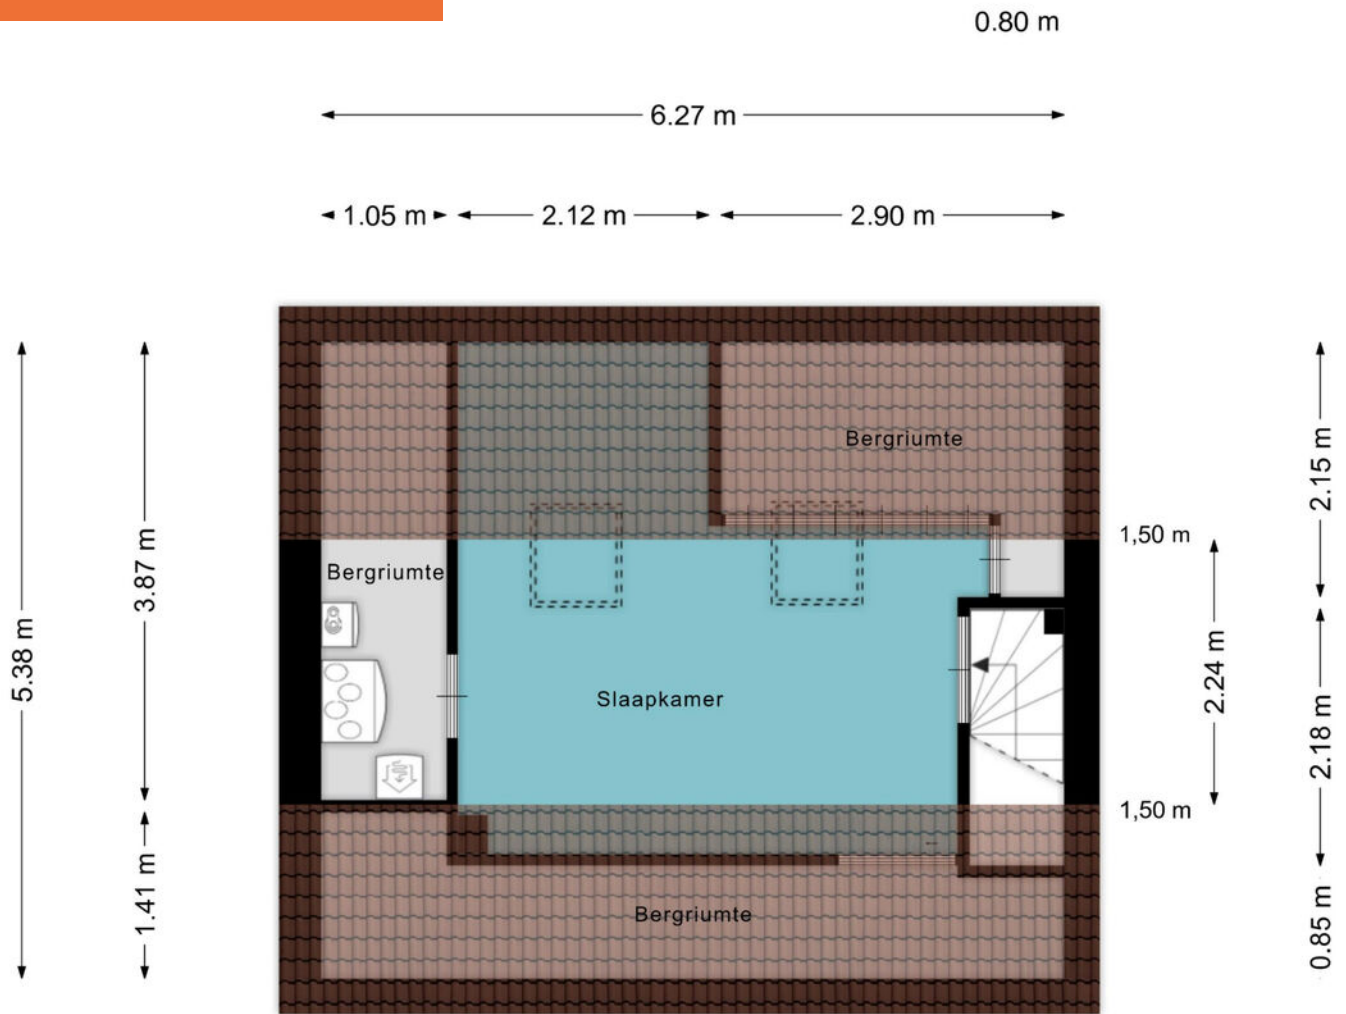 0.80 m
6.27 m
1.05 m
2.12 m
2.90 m
Bergriumte
2.15 m
1,50 m
3.87 m
Bergriumte
5.38 m
2.24 m
Slaapkamer
2.18 m
1,50 m
1.41 m
Bergriumte
0.85 m